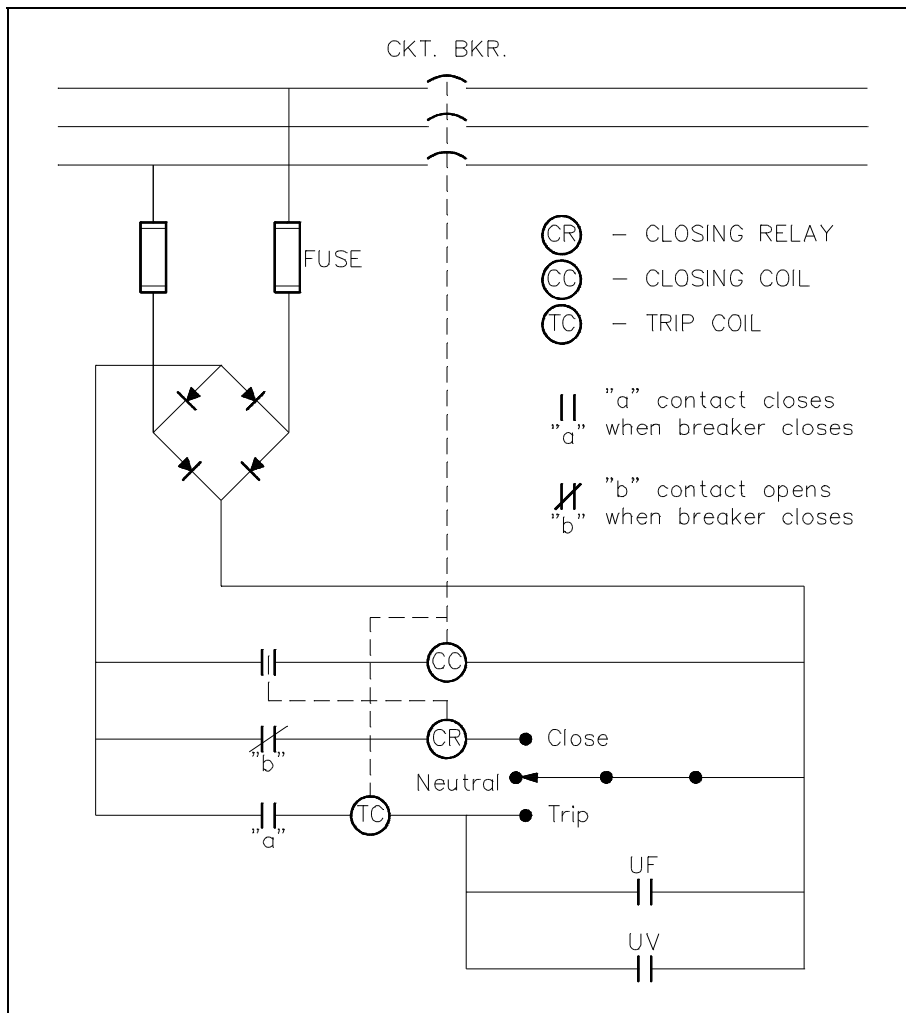 CKT. BKR.
FUSE
CR – CLOSING RELAY
CC – CLOSING COIL
TC – TRIP COIL
"a" contact closes
"a" when breaker closes
"b" contact opens
"b" when breaker closes
CC
CR
Close
"b"
Neutral
TC
Trip
"a"
UF
UV